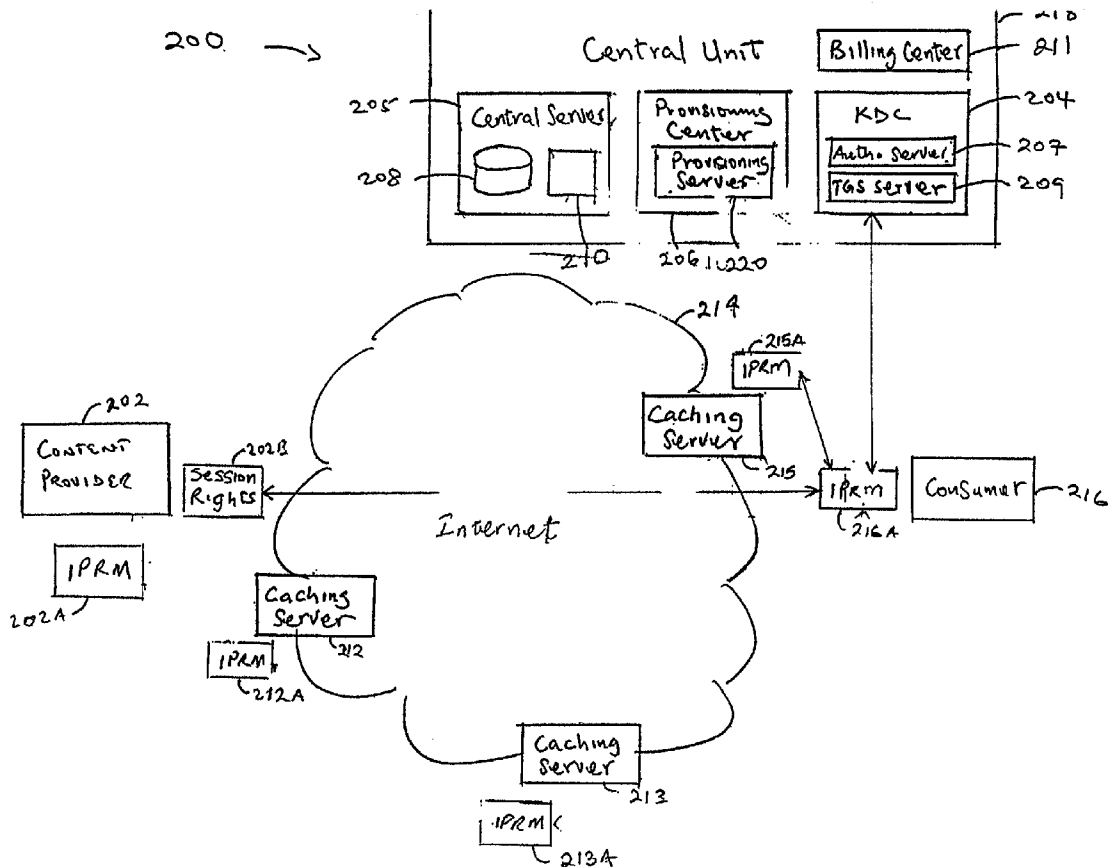 200
Central Unit
210
Billing Center
211
205
Central Server
208
210
Provisioning
Center
Provisioning
Server
206
220
KDC
204
Autho. Server
207
TGS Server
209
214
215A
IPRM
Caching
Server
215
202
CONTENT
PROVIDER
202B
Session
Rights
Internet
IPRM
216A
Consumer
216
IPRM
202A
Caching
Server
212
IPRM
212A
Caching
Server
213
IPRM
213A